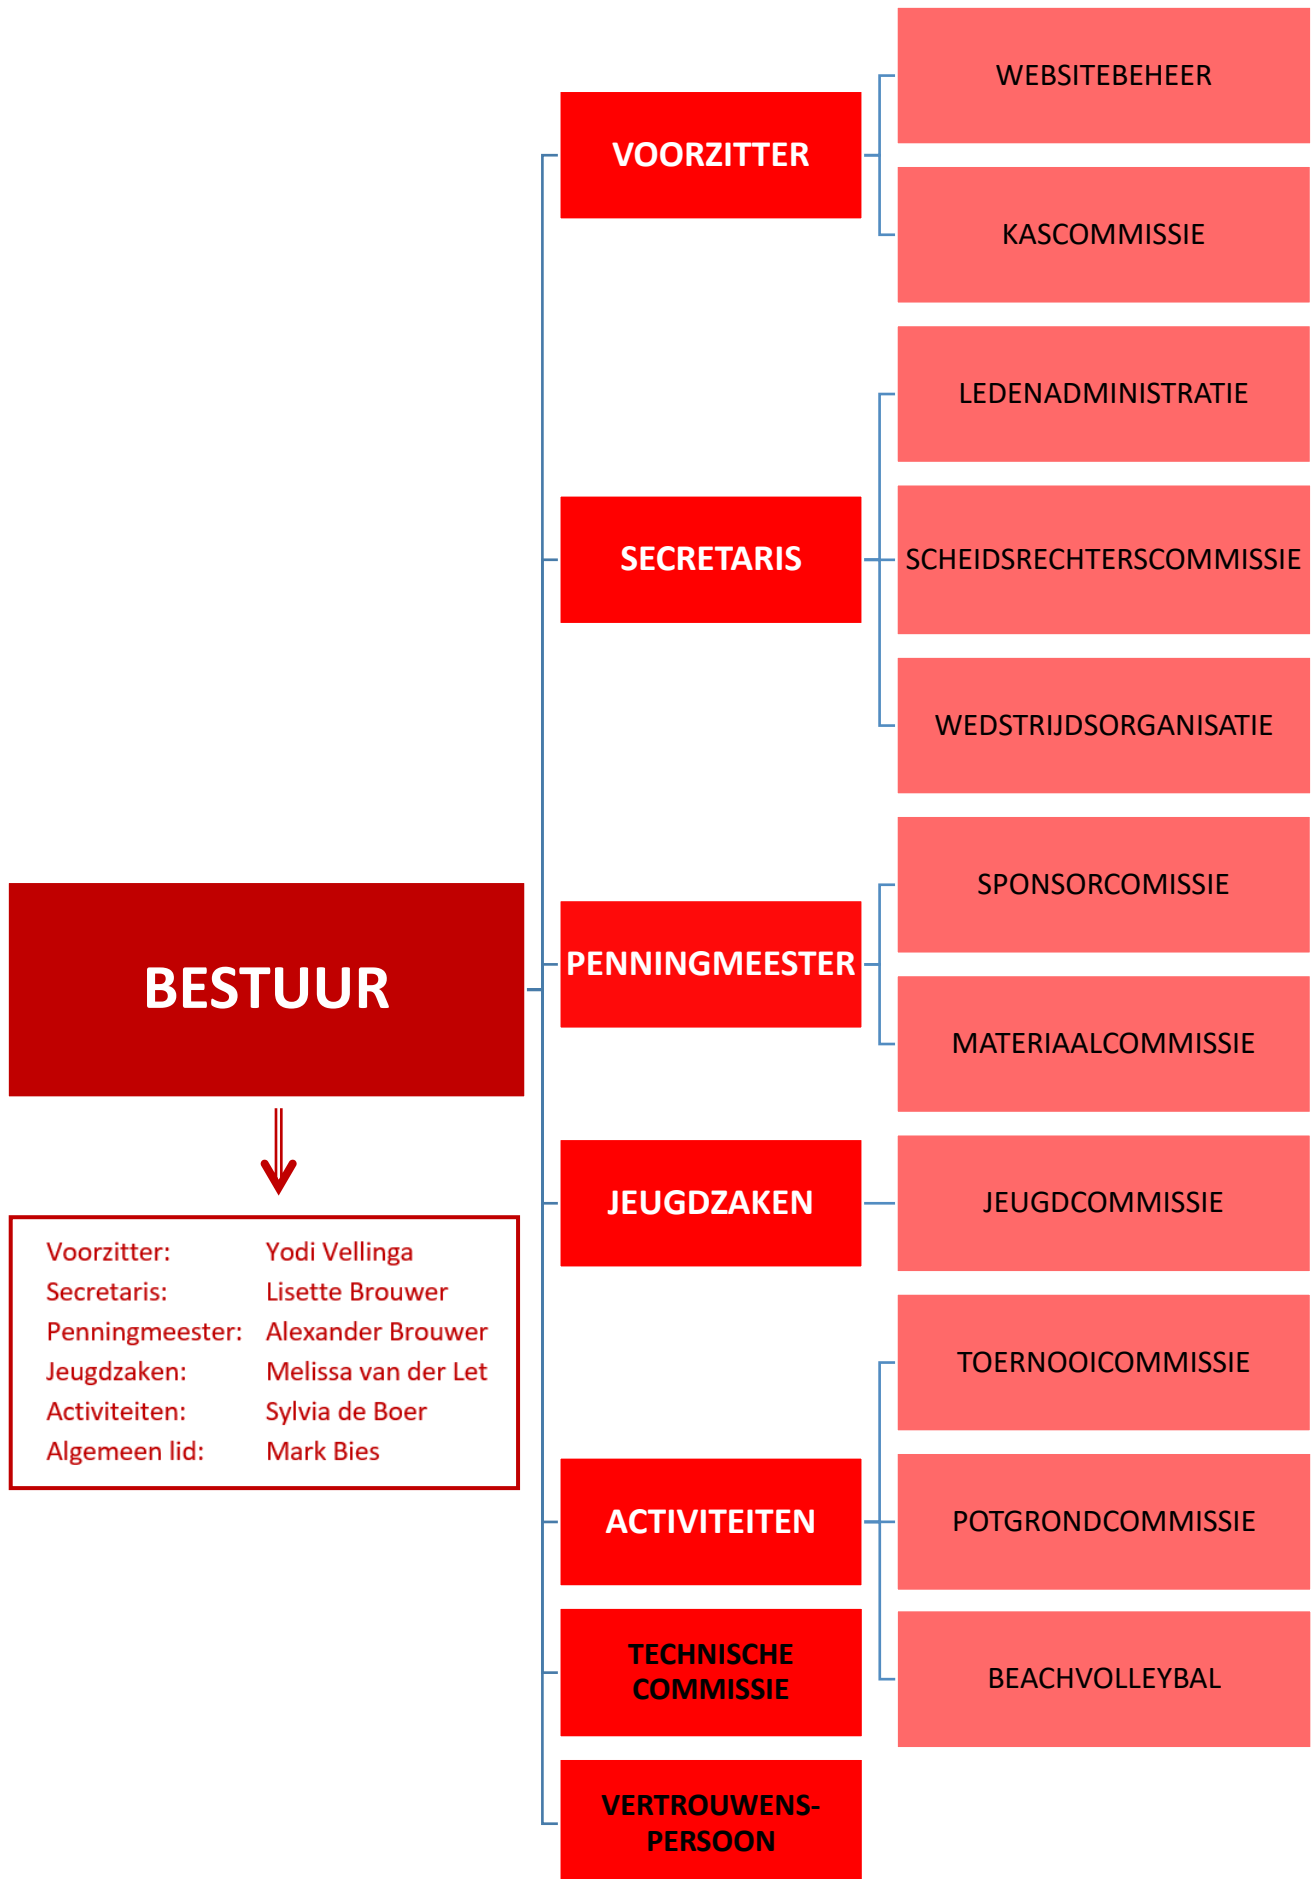 WEBSITEBEHEER
VOORZITTER
KASCOMMISSIE
LEDENADMINISTRATIE
SECRETARIS
SCHEIDSRECHTERSCOMMISSIE
WEDSTRIJDSORGANISATIE
SPONSORCOMISSIE
BESTUUR
PENNINGMEESTER
MATERIAALCOMMISSIE
JEUGDZAKEN
JEUGDCOMMISSIE
Voorzitter: Yodi Vellinga
Secretaris: Lisette Brouwer
Penningmeester: Alexander Brouwer
Jeugdzaken: Melissa van der Let
Activiteiten: Sylvia de Boer
Algemeen lid: Mark Bies
TOERNOOICOMMISSIE
ACTIVITEITEN
POTGRONDCOMMISSIE
BEACHVOLLEYBAL
TECHNISCHE
COMMISSIE
VERTROUWENS-
PERSOON